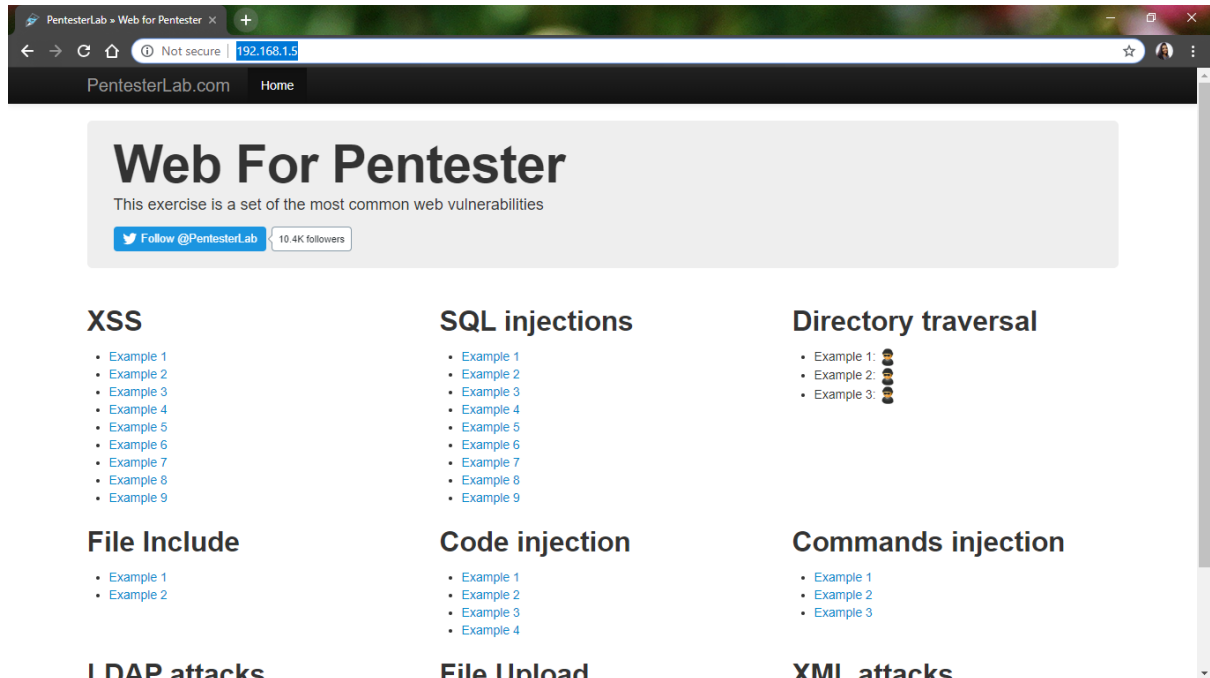 PentesterLab » Web for Pentester
Not secure | 192.168.1.5
PentesterLab.com Home
Web For Pentester
This exercise is a set of the most common web vulnerabilities
Follow @PentesterLab 10.4K followers
XSS
Example 1
Example 2
Example 3
Example 4
Example 5
Example 6
Example 7
Example 8
Example 9
SQL injections
Example 1
Example 2
Example 3
Example 4
Example 5
Example 6
Example 7
Example 8
Example 9
Directory traversal
Example 1:
Example 2:
Example 3:
File Include
Example 1
Example 2
Code injection
Example 1
Example 2
Example 3
Example 4
Commands injection
Example 1
Example 2
Example 3
LDAP attacks
File Upload
XML attacks